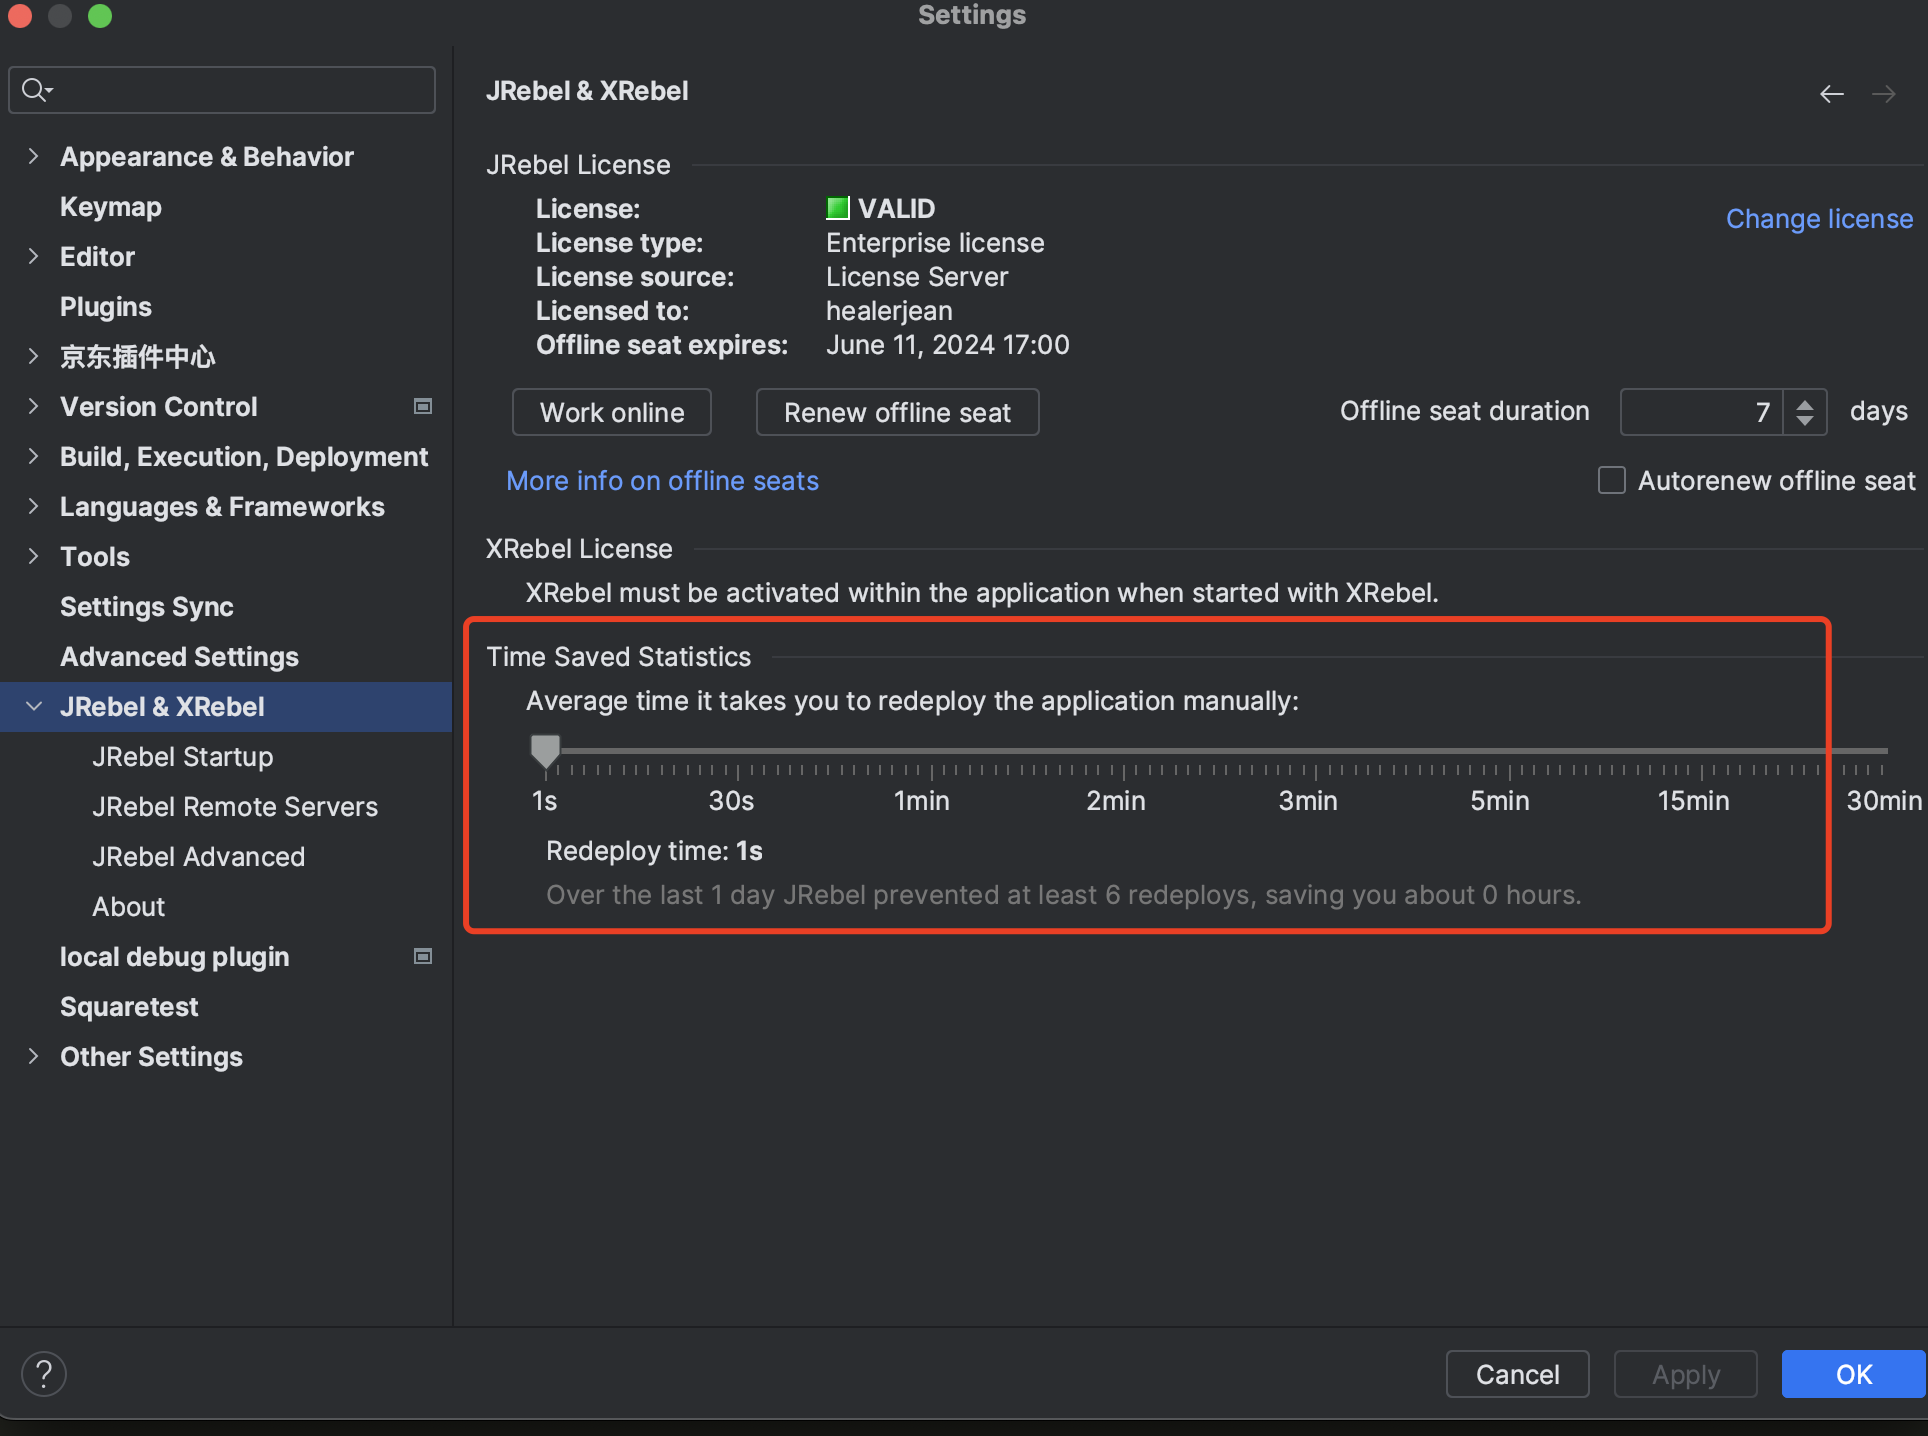 Settings
Appearance & Behavior
Keymap
Editor
Plugins
京东插件中心
Version Control
Build, Execution, Deployment
Languages & Frameworks
Tools
Settings Sync
Advanced Settings
JRebel & XRebel
JRebel Startup
JRebel Remote Servers
JRebel Advanced
About
local debug plugin
Squaretest
Other Settings
JRebel & XRebel
JRebel License
License: VALID
Change license
License type: Enterprise license
License source: License Server
Licensed to: healerjean
Offline seat expires: June 11, 2024 17:00
Work online Renew offline seat Offline seat duration 7 days
More info on offline seats Autorenew offline seat
XRebel License
XRebel must be activated within the application when started with XRebel.
Time Saved Statistics
Average time it takes you to redeploy the application manually:
1s 30s 1min 2min 3min 5min 15min 30min
Redeploy time: 1s
Over the last 1 day JRebel prevented at least 6 redeploys, saving you about 0 hours.
? Cancel Apply OK